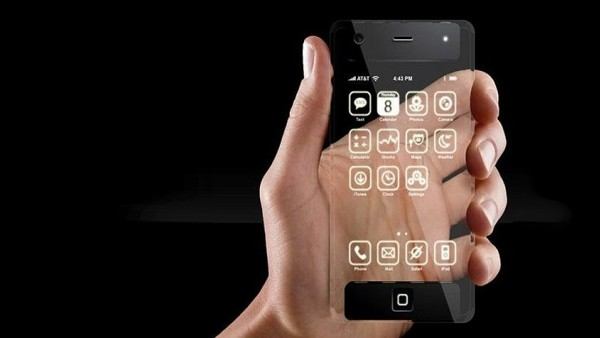 AT&T 4:43 PM
Thursday
8
Text Calendar Photos Camera
Calculator Stocks Maps Weather
iTunes Clock Settings
Phone Mail Safari iPod